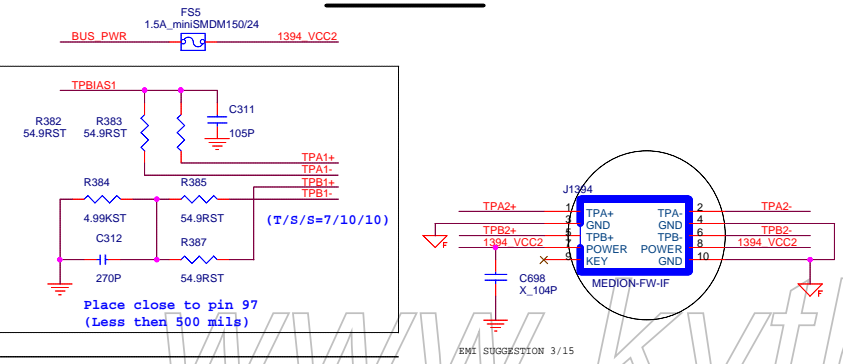 FS5
1.5A_miniSMDM150/24
BUS_PWR 1394_VCC2
TPBIAS1
C311
105P
R382 R383
54.9RST 54.9RST
TPA1+
TPA1-
TPB1+
TPB1-
R384 R385
4.99KST 54.9RST
(T/S/S=7/10/10)
C312 R387
270P 54.9RST
Place close to pin 97
(Less then 500 mils)
J1394
TPA2+ 1 TPA+ TPA- 2 TPA2-
3 GND GND 4
TPB2+ 5 TPB+ TPB- 6 TPB2-
1394_VCC2 7 POWER POWER 8 1394_VCC2
9 KEY GND 10
F F
C698
X_104P
MEDION-FW-IF
EMI SUGGESTION 3/15